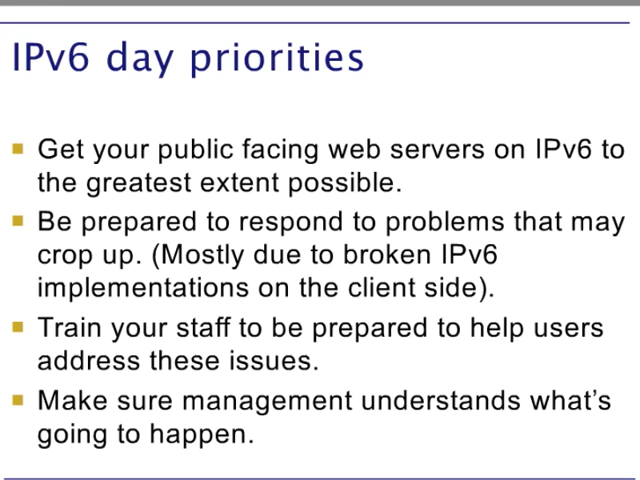 IPv6 day priorities
Get your public facing web servers on IPv6 to
the greatest extent possible.
Be prepared to respond to problems that may
crop up. (Mostly due to broken IPv6
implementations on the client side).
Train your staff to be prepared to help users
address these issues.
Make sure management understands what's
going to happen.